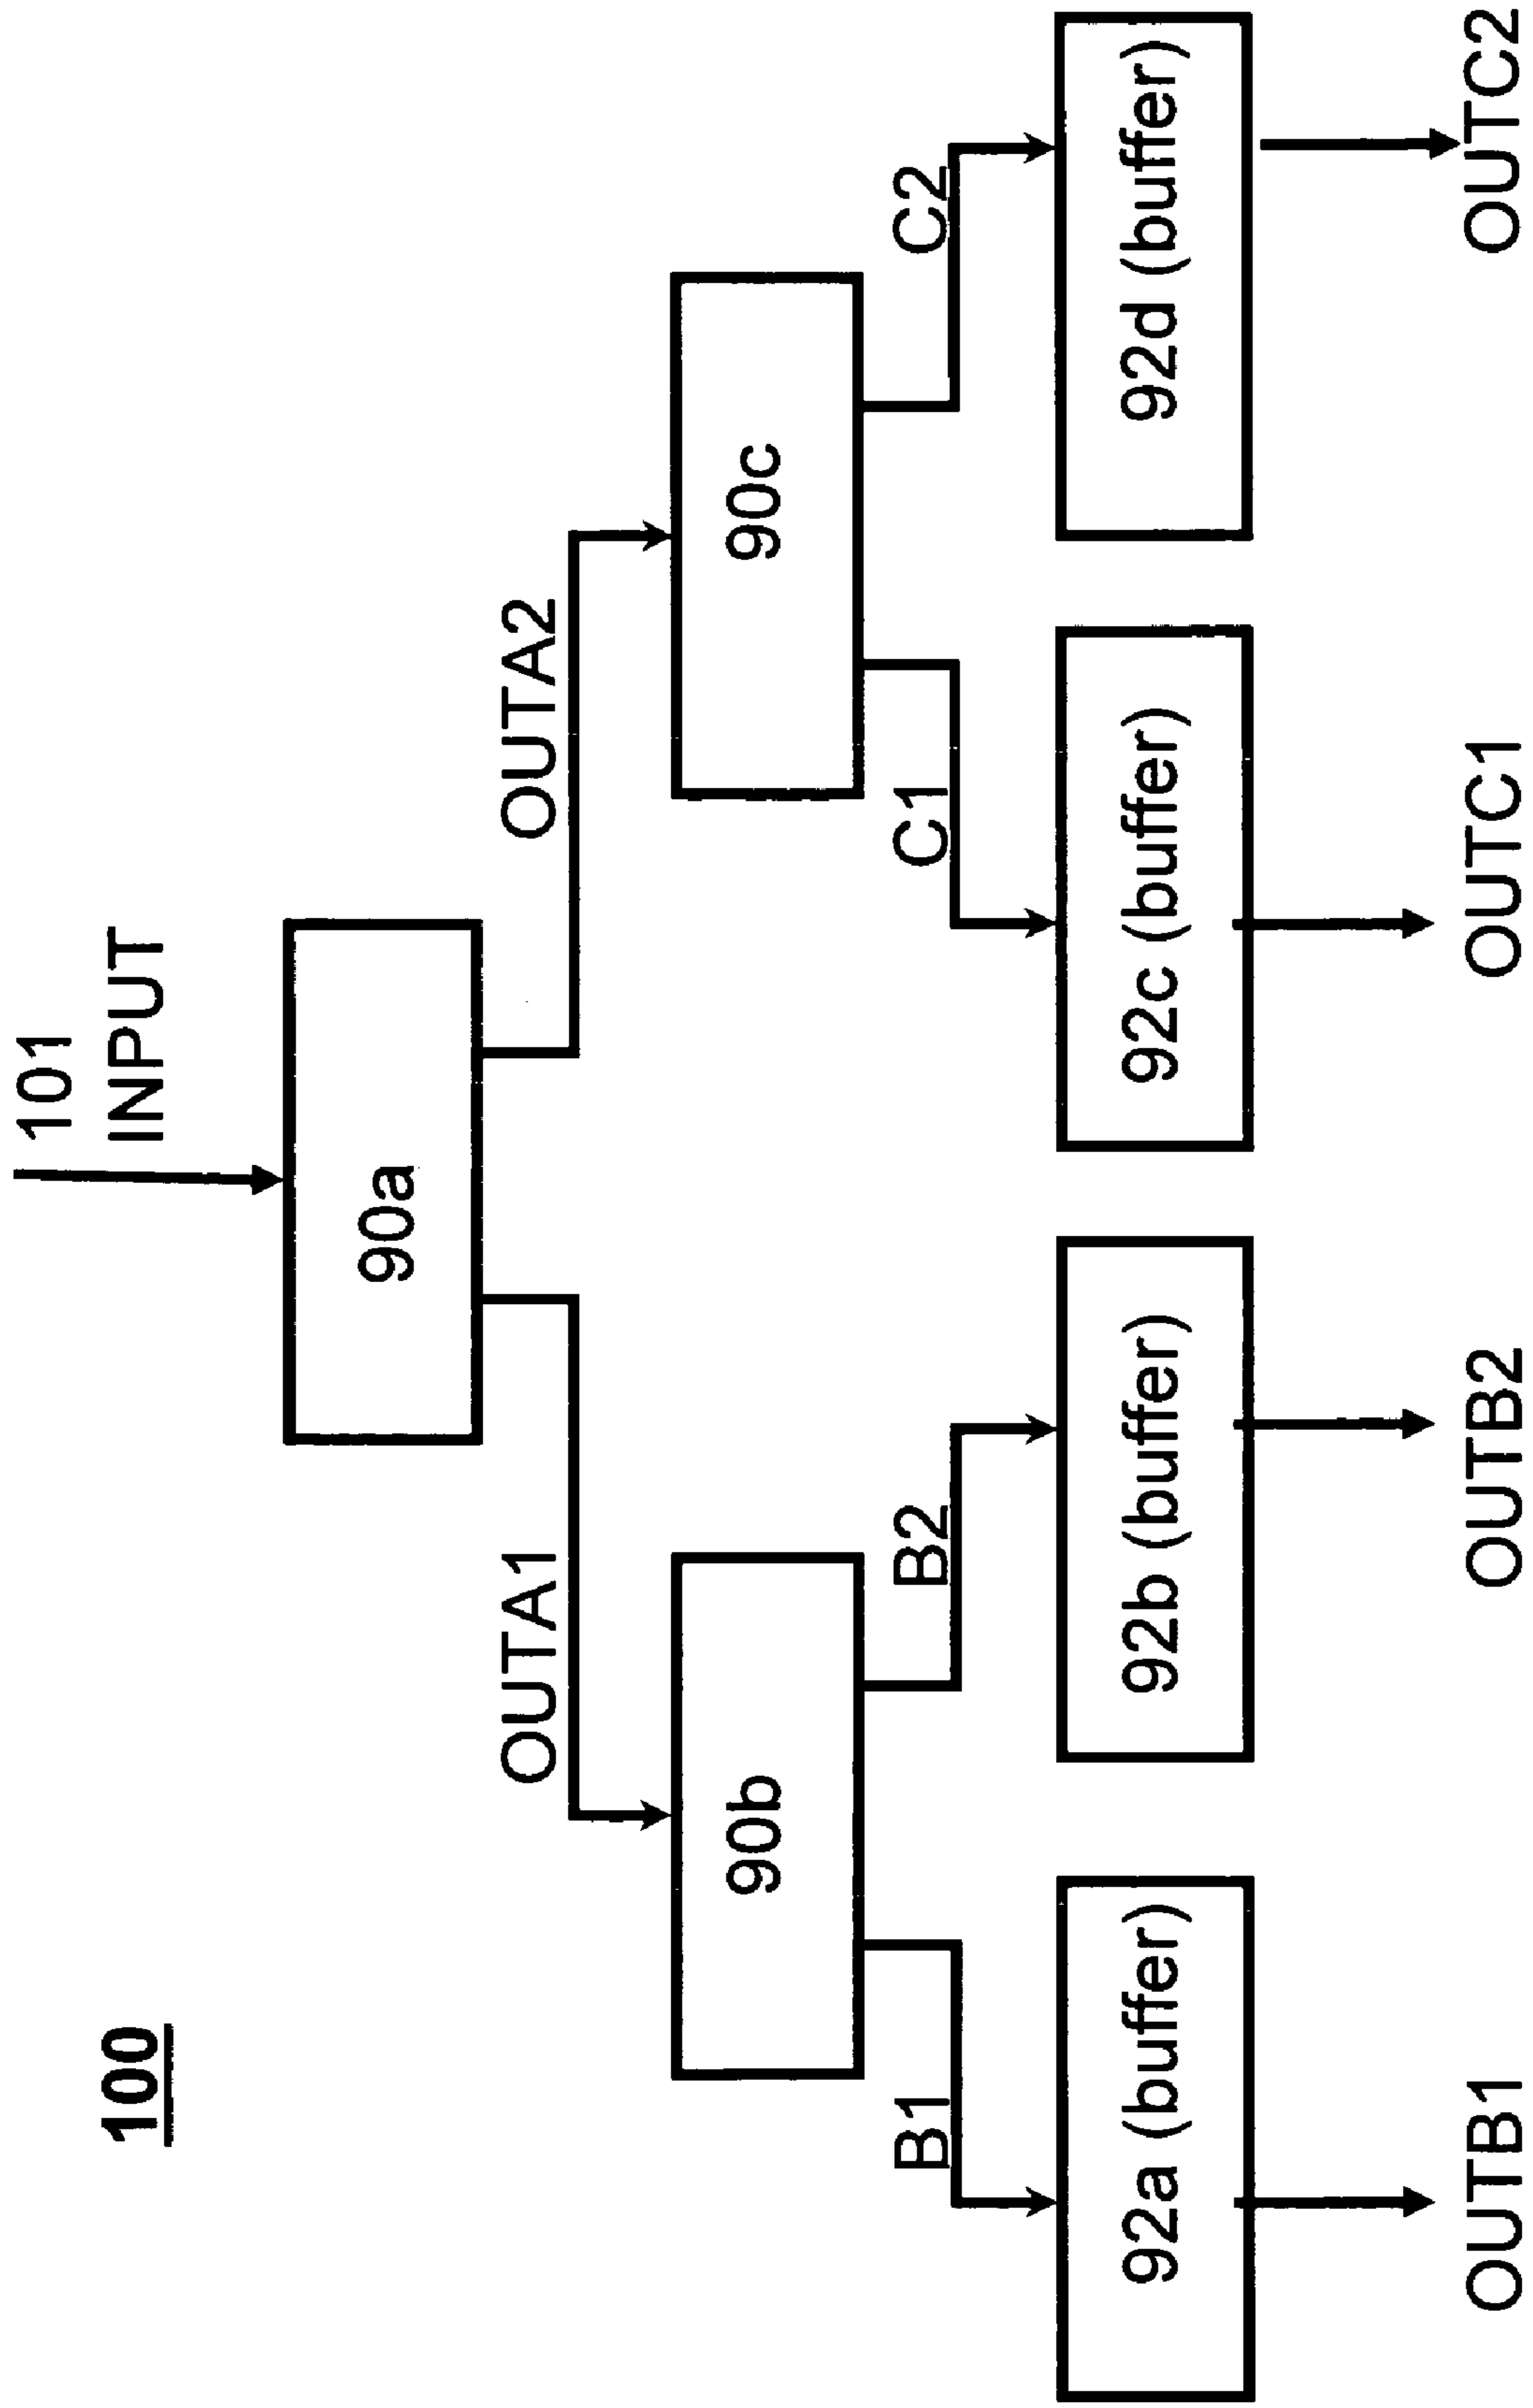 100
101
INPUT
90a
OUTA1
OUTA2
90b
90c
B1
B2
C1
C2
92a (buffer)
92b (buffer)
92c (buffer)
92d (buffer)
OUTB1
OUTB2
OUTC1
OUTC2